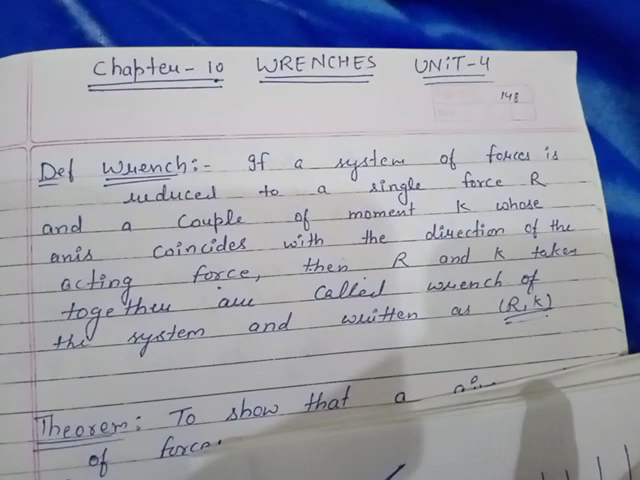 Chapter-10 WRENCHES UNIT-4
148
Def Wrench:- If a system of forces is
reduced to a single force R
and a couple of moment K whose
axis coincides with the direction of the
acting force, then R and K taken
together are called wrench of
the system and written as (R,K)
Theorem: To show that a
of force